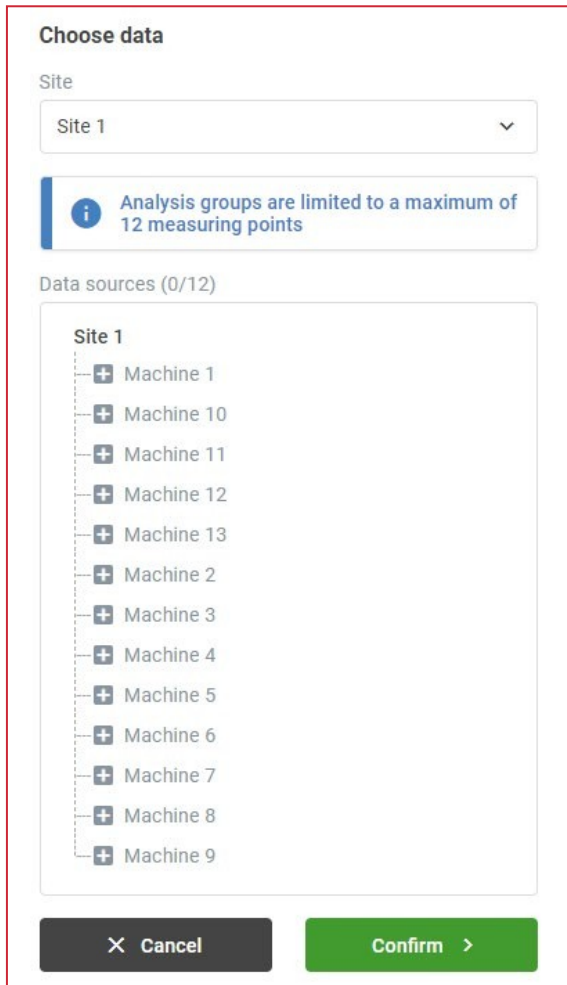 Choose data
Site
Site 1
Analysis groups are limited to a maximum of
12 measuring points
Data sources (0/12)
Site 1
Machine 1
Machine 10
Machine 11
Machine 12
Machine 13
Machine 2
Machine 3
Machine 4
Machine 5
Machine 6
Machine 7
Machine 8
Machine 9
Cancel
Confirm